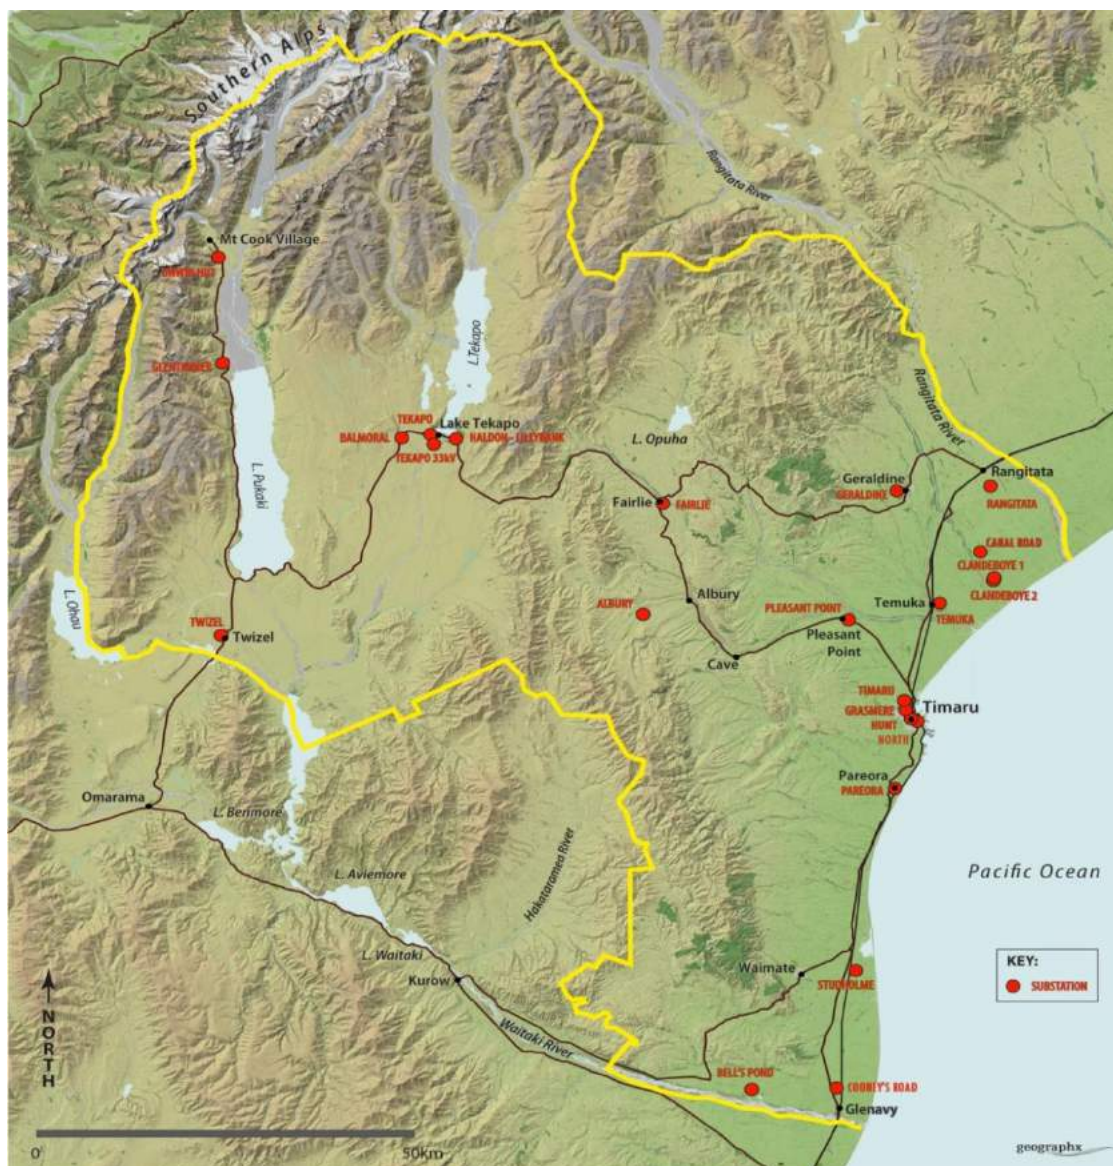 Southern Alps
Rangitata River
Mt Cook Village
UNWIN HUT
GLENTANNER
L.Tekapo
TEKAPO
Lake Tekapo
BALMORAL
HALDON - LILLYBANK
TEKAPO 33kV
L. Pukaki
L. Opuha
Rangitata River
Geraldine
GERALDINE
Rangitata
RANGITATA
Fairlie
FAIRLIE
CANAL ROAD
CLANDEBOYE 1
CLANDEBOYE 2
L. Ohau
Albury
ALBURY
PLEASANT POINT
Pleasant
Point
Temuka
TEMUKA
TWIZEL
Twizel
Cave
TIMARU
GRASMERE
Timaru
HUNT
NORTH
Pareora
PAREORA
Omarama
L. Benmore
Hakataramea River
L. Aviemore
Pacific Ocean
L. Waitaki
Kurow
Waimate
STUDHOLME
KEY:
SUBSTATION
NORTH
Waitaki River
BELL'S POND
COONEY'S ROAD
Glenavy
0
50km
geographx